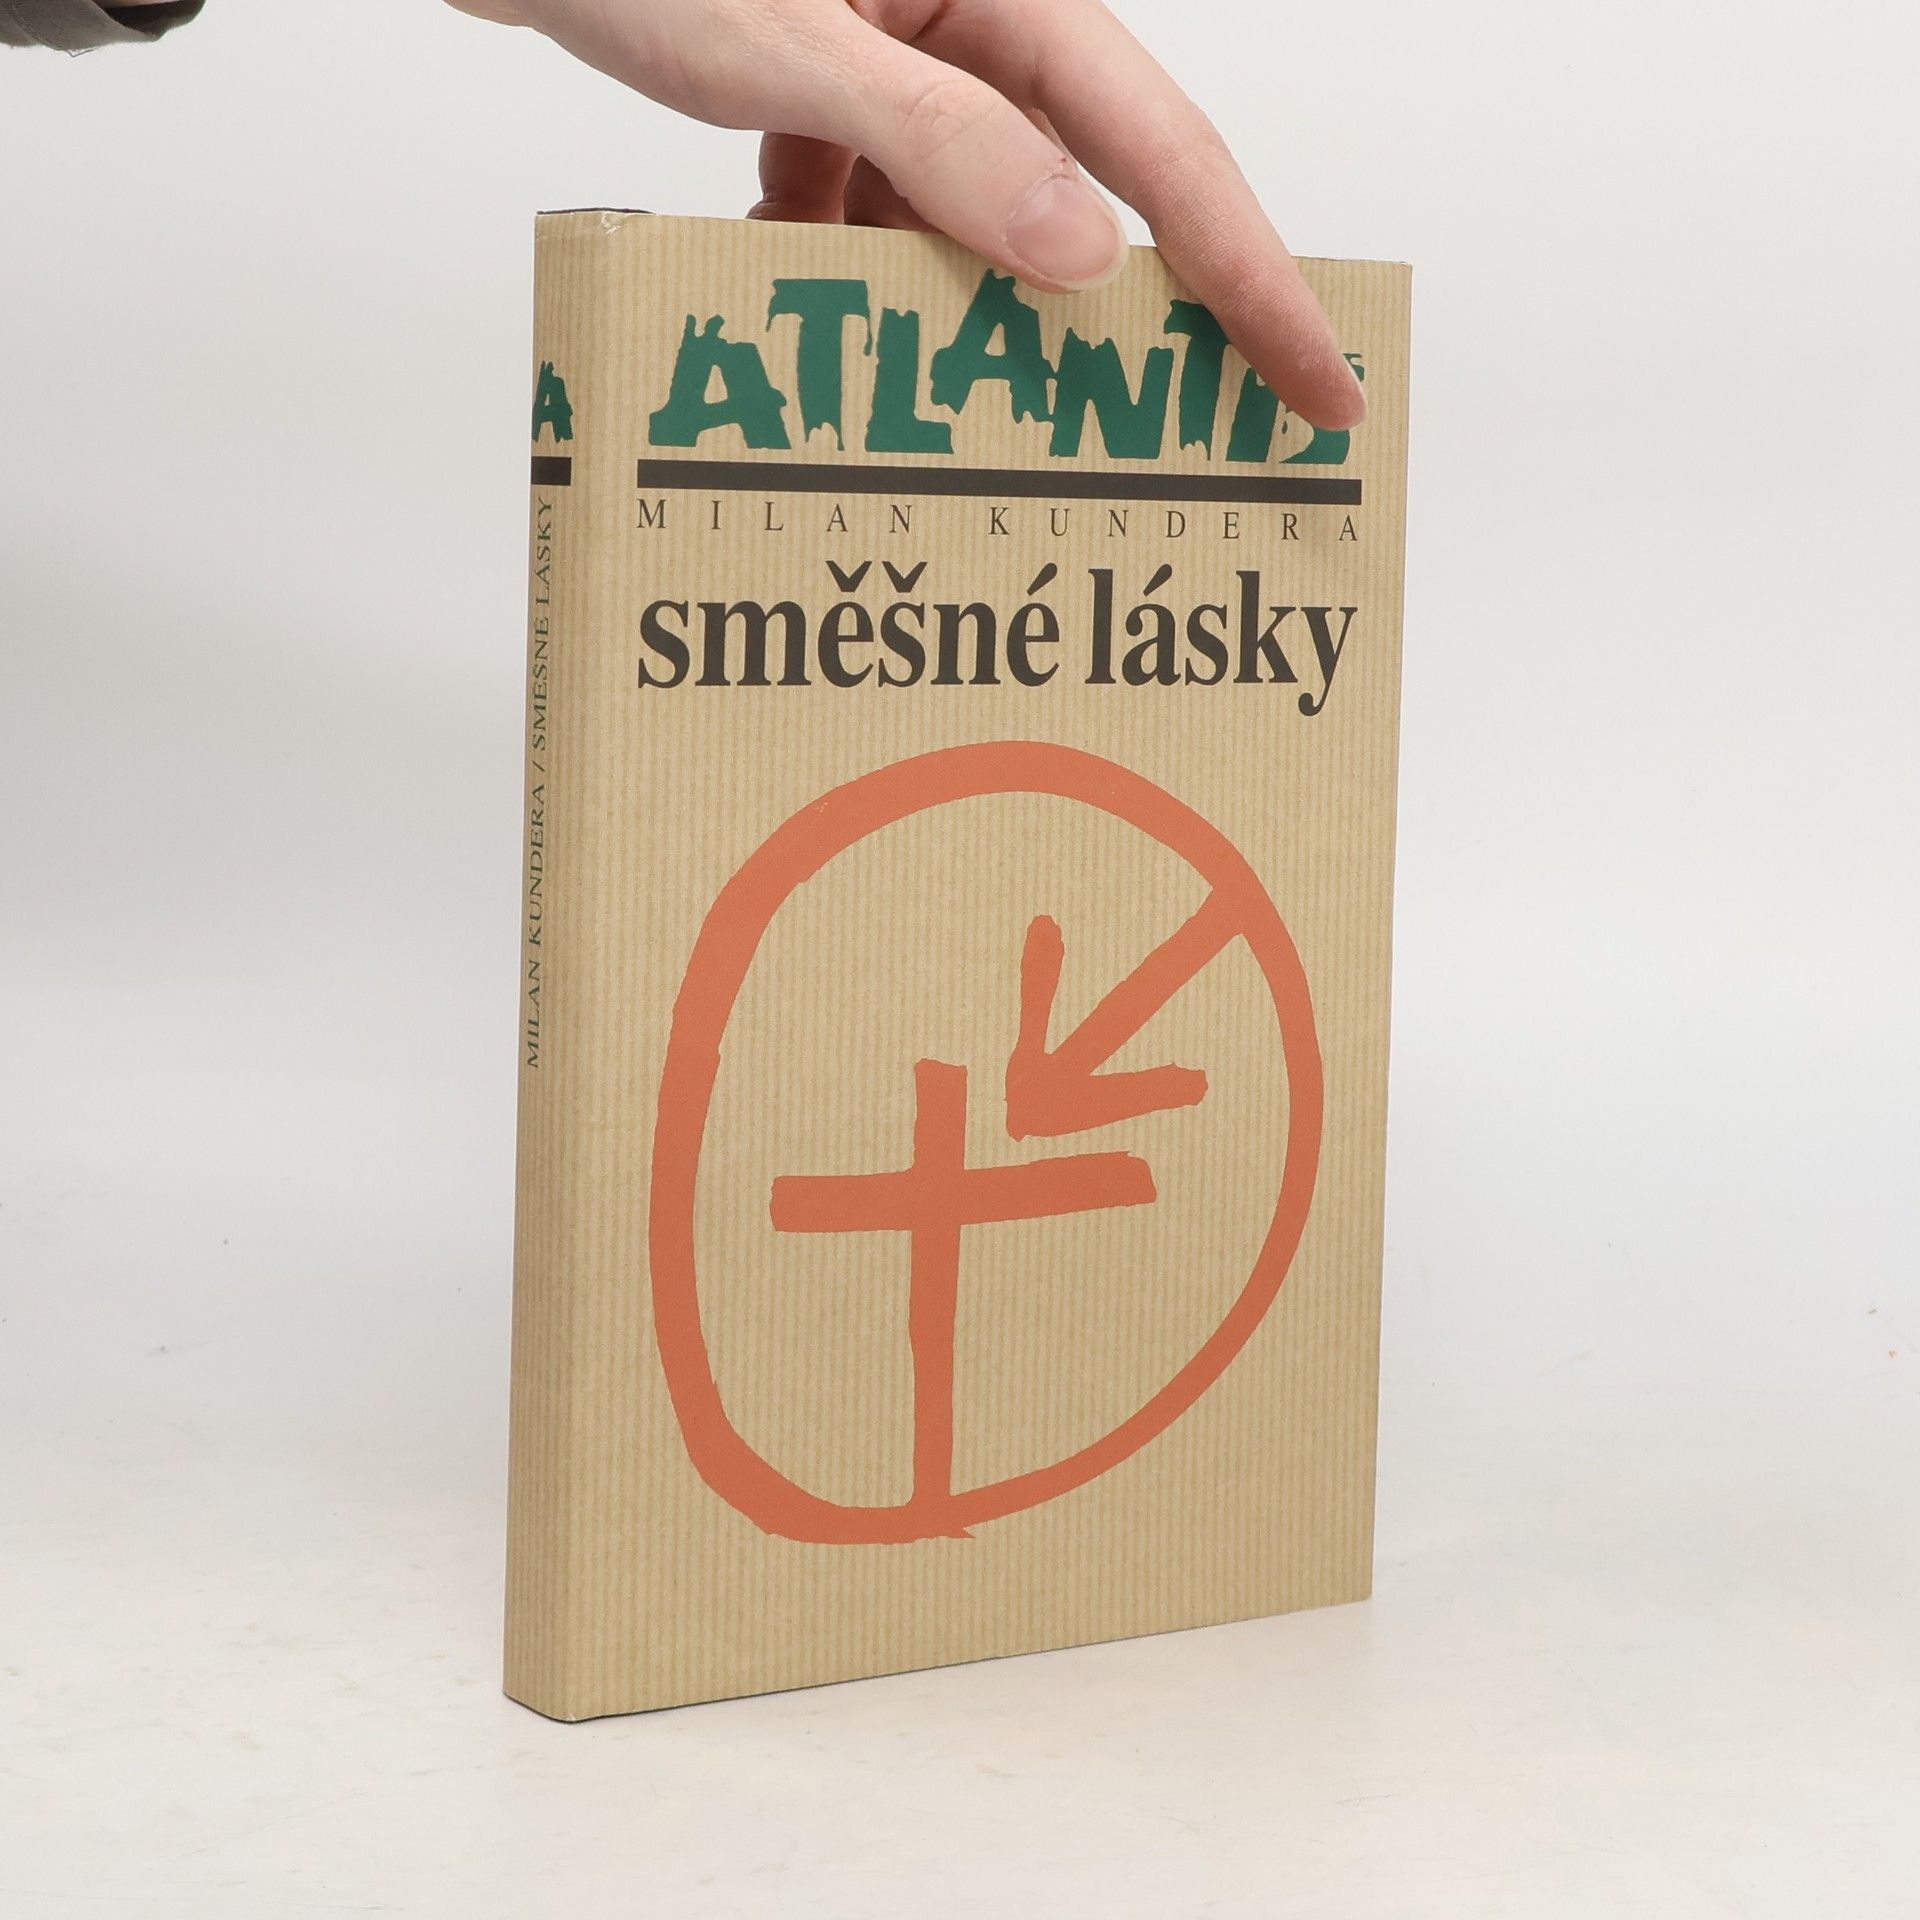 ATLANTIS
MILAN KUNDERA
směšné lásky
A
MILAN KUNDERA / SMĚŠNÉ LÁSKY